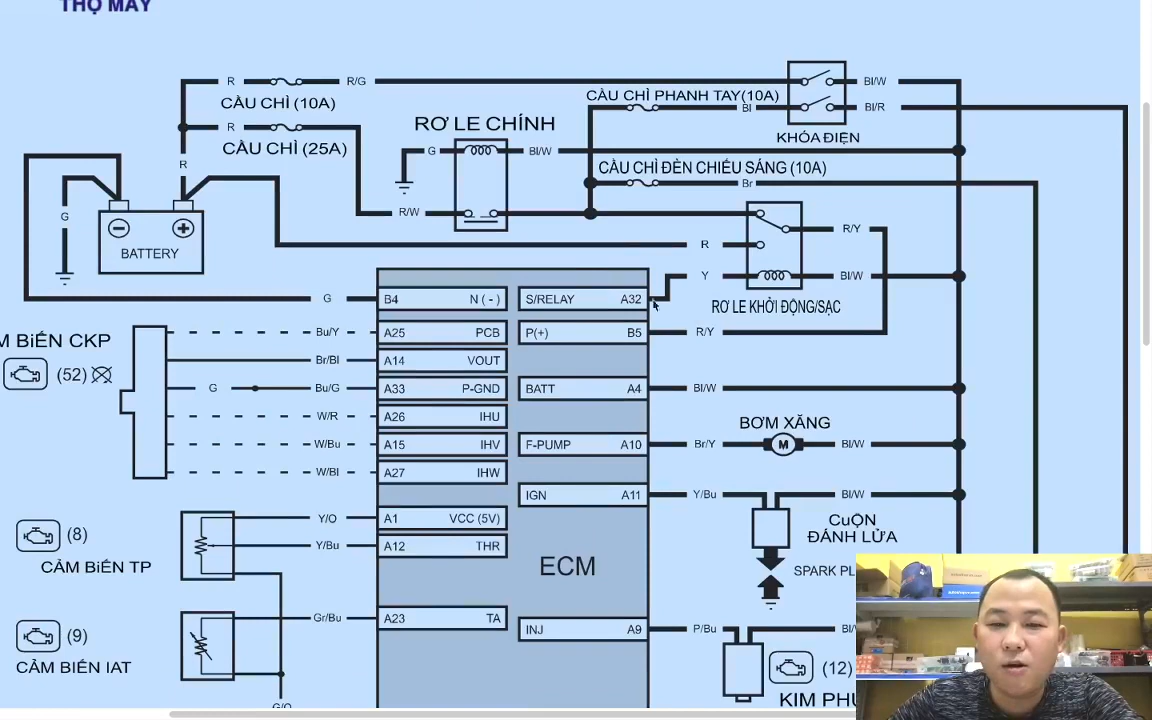 THỢ MÁY
R
R/G
CẦU CHÌ (10A)
CẦU CHÌ PHANH TAY(10A)
Bl
Bl/W
Bl/R
KHÓA ĐIỆN
R
CẦU CHÌ (25A)
RƠ LE CHÍNH
G
Bl/W
R
CẦU CHÌ ĐÈN CHIẾU SÁNG (10A)
Br
R/W
G
BATTERY
R
R/Y
Y
Bl/W
RƠ LE KHỞI ĐỘNG/SẠC
G
B4 N ( - )
S/RELAY A32
M BIẾN CKP
(52)
Bu/Y
A25 PCB
P(+) B5
R/Y
Br/Bl
A14 VOUT
G
Bu/G
A33 P-GND
BATT A4
Bl/W
W/R
A26 IHU
BƠM XĂNG
W/Bu
A15 IHV
F-PUMP A10
Br/Y
M
Bl/W
W/Bl
A27 IHW
IGN A11
Y/Bu
Bl/W
(8)
CẢM BIẾN TP
Y/O
A1 VCC (5V)
CuỘN
ĐÁNH LỬA
Y/Bu
A12 THR
ECM
SPARK PL
(9)
CẢM BIẾN IAT
Gr/Bu
A23 TA
INJ A9
P/Bu
(12)
KIM PHU
G/O